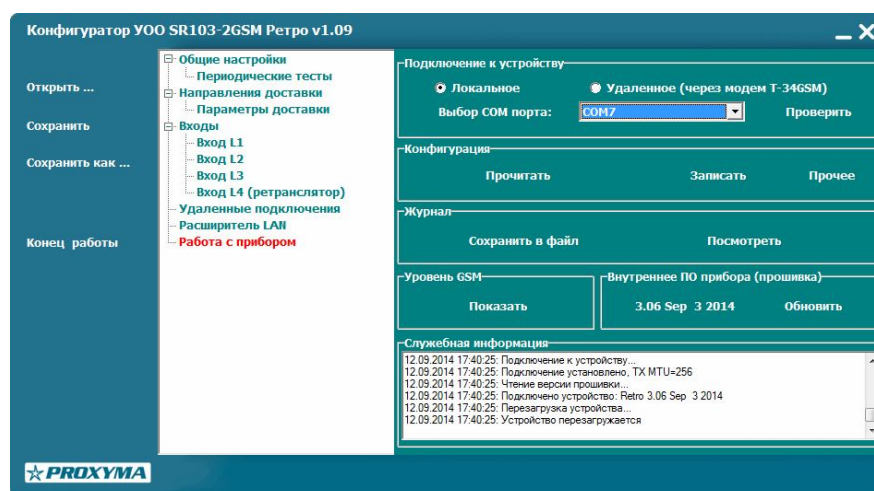 Конфигуратор УОО SR103-2GSM Ретро v1.09
Открыть ...
Сохранить
Сохранить как ...
Конец работы
Общие настройки
Периодические тесты
Направления доставки
Параметры доставки
Входы
Вход L1
Вход L2
Вход L3
Вход L4 (ретранслятор)
Удаленные подключения
Расширитель LAN
Работа с прибором
Подключение к устройству
Локальное
Удаленное (через модем Т-34GSM)
Выбор COM порта:
COM7
Проверить
Конфигурация
Прочитать
Записать
Прочее
Журнал
Сохранить в файл
Посмотреть
Уровень GSM
Показать
Внутреннее ПО прибора (прошивка)
3.06 Sep 3 2014
Обновить
Служебная информация
12.09.2014 17:40:25: Подключение к устройству...
12.09.2014 17:40:25: Подключение установлено, TX MTU=256
12.09.2014 17:40:25: Чтение версии прошивки...
12.09.2014 17:40:25: Подключено устройство: Retro 3.06 Sep 3 2014
12.09.2014 17:40:25: Перезагрузка устройства...
12.09.2014 17:40:25: Устройство перезагружается
PROXYMA